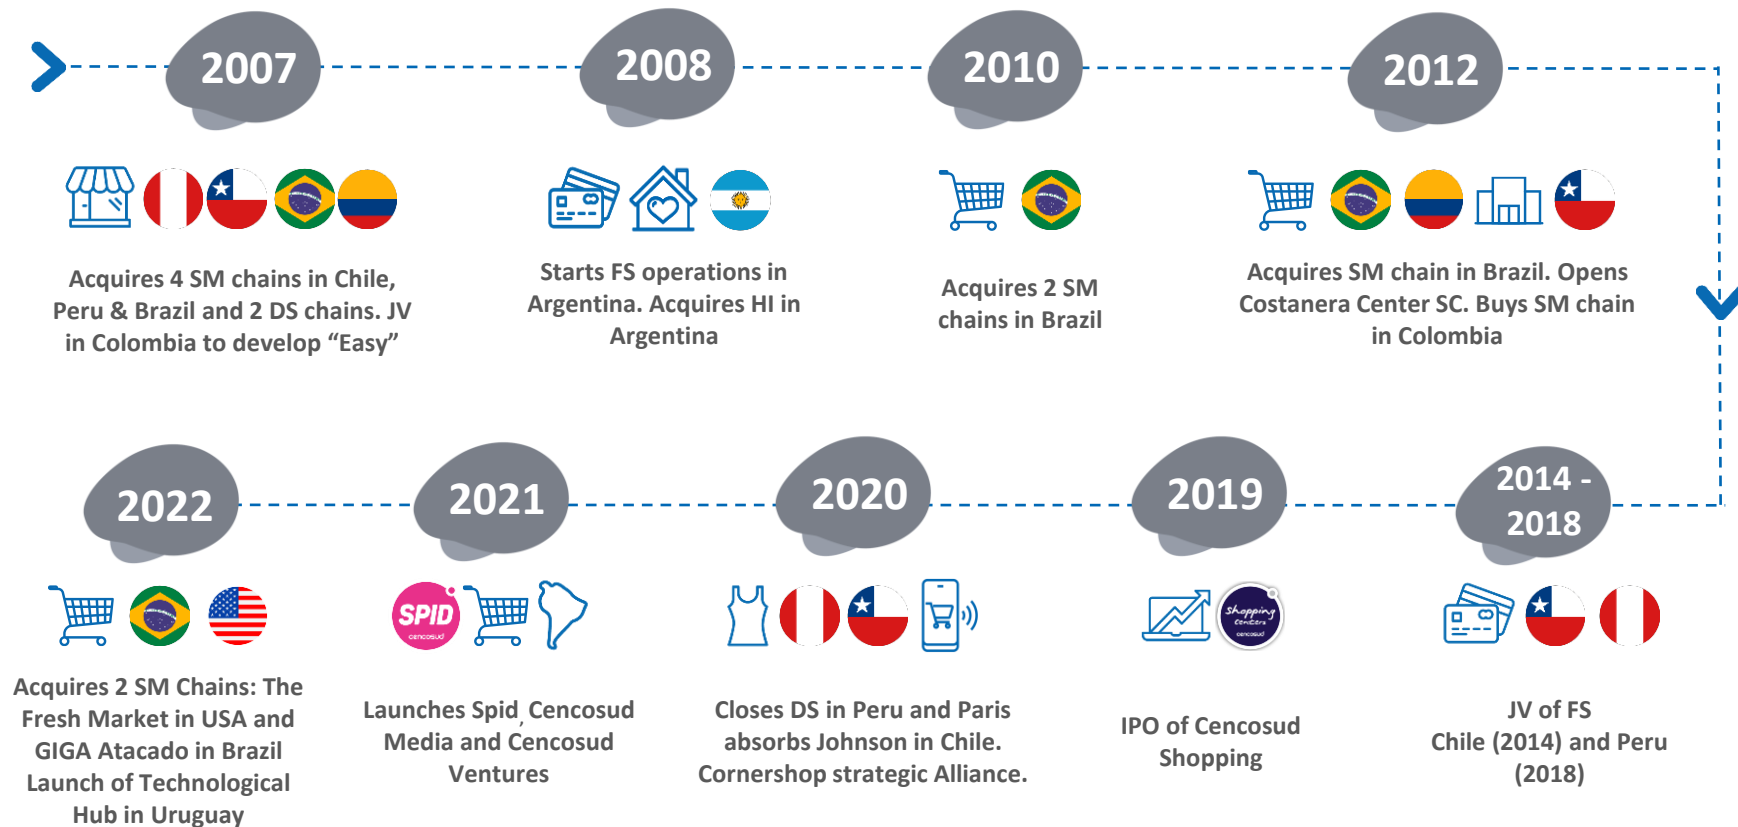 2007
2008
2010
2012
Acquires 4 SM chains in Chile,
Peru & Brazil and 2 DS chains. JV
in Colombia to develop “Easy”
Starts FS operations in
Argentina. Acquires HI in
Argentina
Acquires 2 SM
chains in Brazil
Acquires SM chain in Brazil. Opens
Costanera Center SC. Buys SM chain
in Colombia
2022
2021
2020
2019
2014 -
2018
SPID
cencosud
Shopping
Centers
cencosud
Acquires 2 SM Chains: The
Fresh Market in USA and
GIGA Atacado in Brazil
Launch of Technological
Hub in Uruguay
Launches Spid, Cencosud
Media and Cencosud
Ventures
Closes DS in Peru and Paris
absorbs Johnson in Chile.
Cornershop strategic Alliance.
IPO of Cencosud
Shopping
JV of FS
Chile (2014) and Peru
(2018)